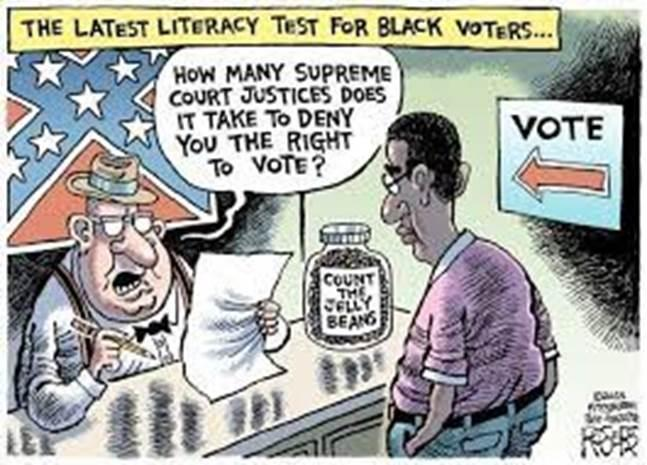 THE LATEST LITERACY TEST FOR BLACK VOTERS...
HOW MANY SUPREME
COURT JUSTICES DOES
IT TAKE TO DENY
YOU THE RIGHT
TO VOTE?
VOTE
COUNT
THE
JELLY
BEANS